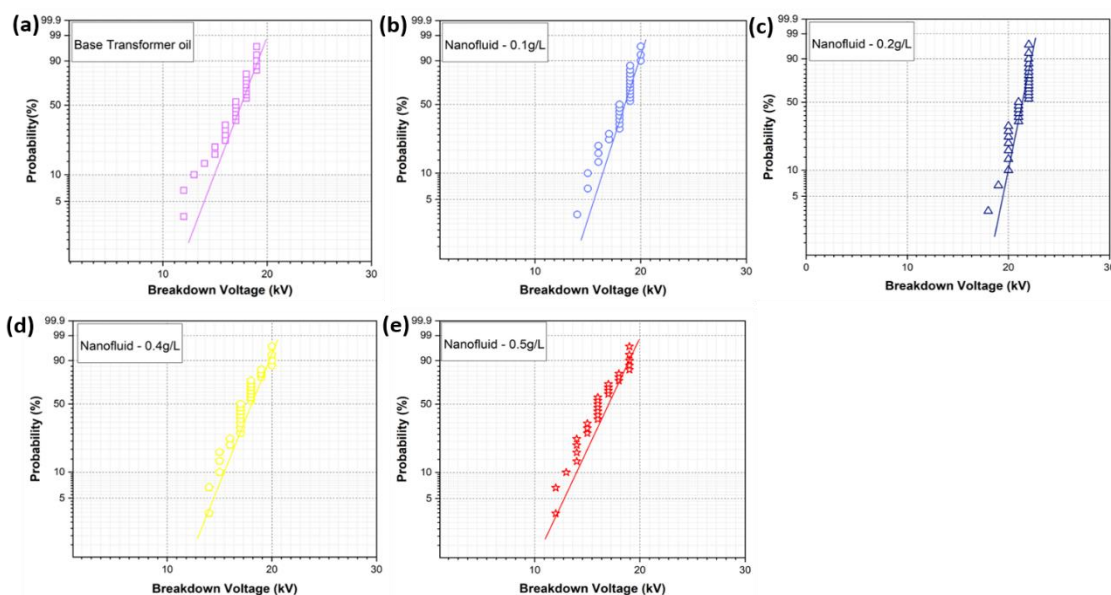 (a)
99.9
99
90
50
10
5
Probability(%)
Base Transformer oil
10
20
30
Breakdown Voltage (kV)
(b)
99.9
99
90
50
10
5
Probability (%)
Nanofluid - 0.1g/L
10
20
30
Breakdown Voltage (kV)
(c)
99.9
99
90
50
10
5
Probability (%)
Nanofluid - 0.2g/L
0
10
20
30
Breakdown Voltage (kV)
(d)
99.9
99
90
50
10
5
Probability (%)
Nanofluid - 0.4g/L
10
20
30
Breakdown Voltage (kV)
(e)
99.9
99
90
50
10
5
Probability (%)
Nanofluid - 0.5g/L
10
20
30
Breakdown Voltage (kV)